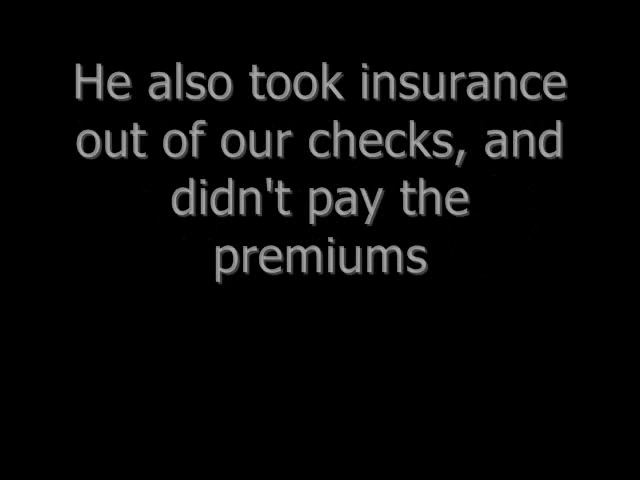 He also took insurance
out of our checks, and
didn't pay the
premiums